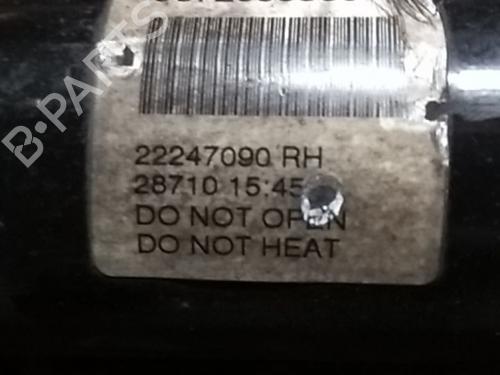 22247090 RH
28710 15:45
DO NOT OPEN
DO NOT HEAT
B-PARTS